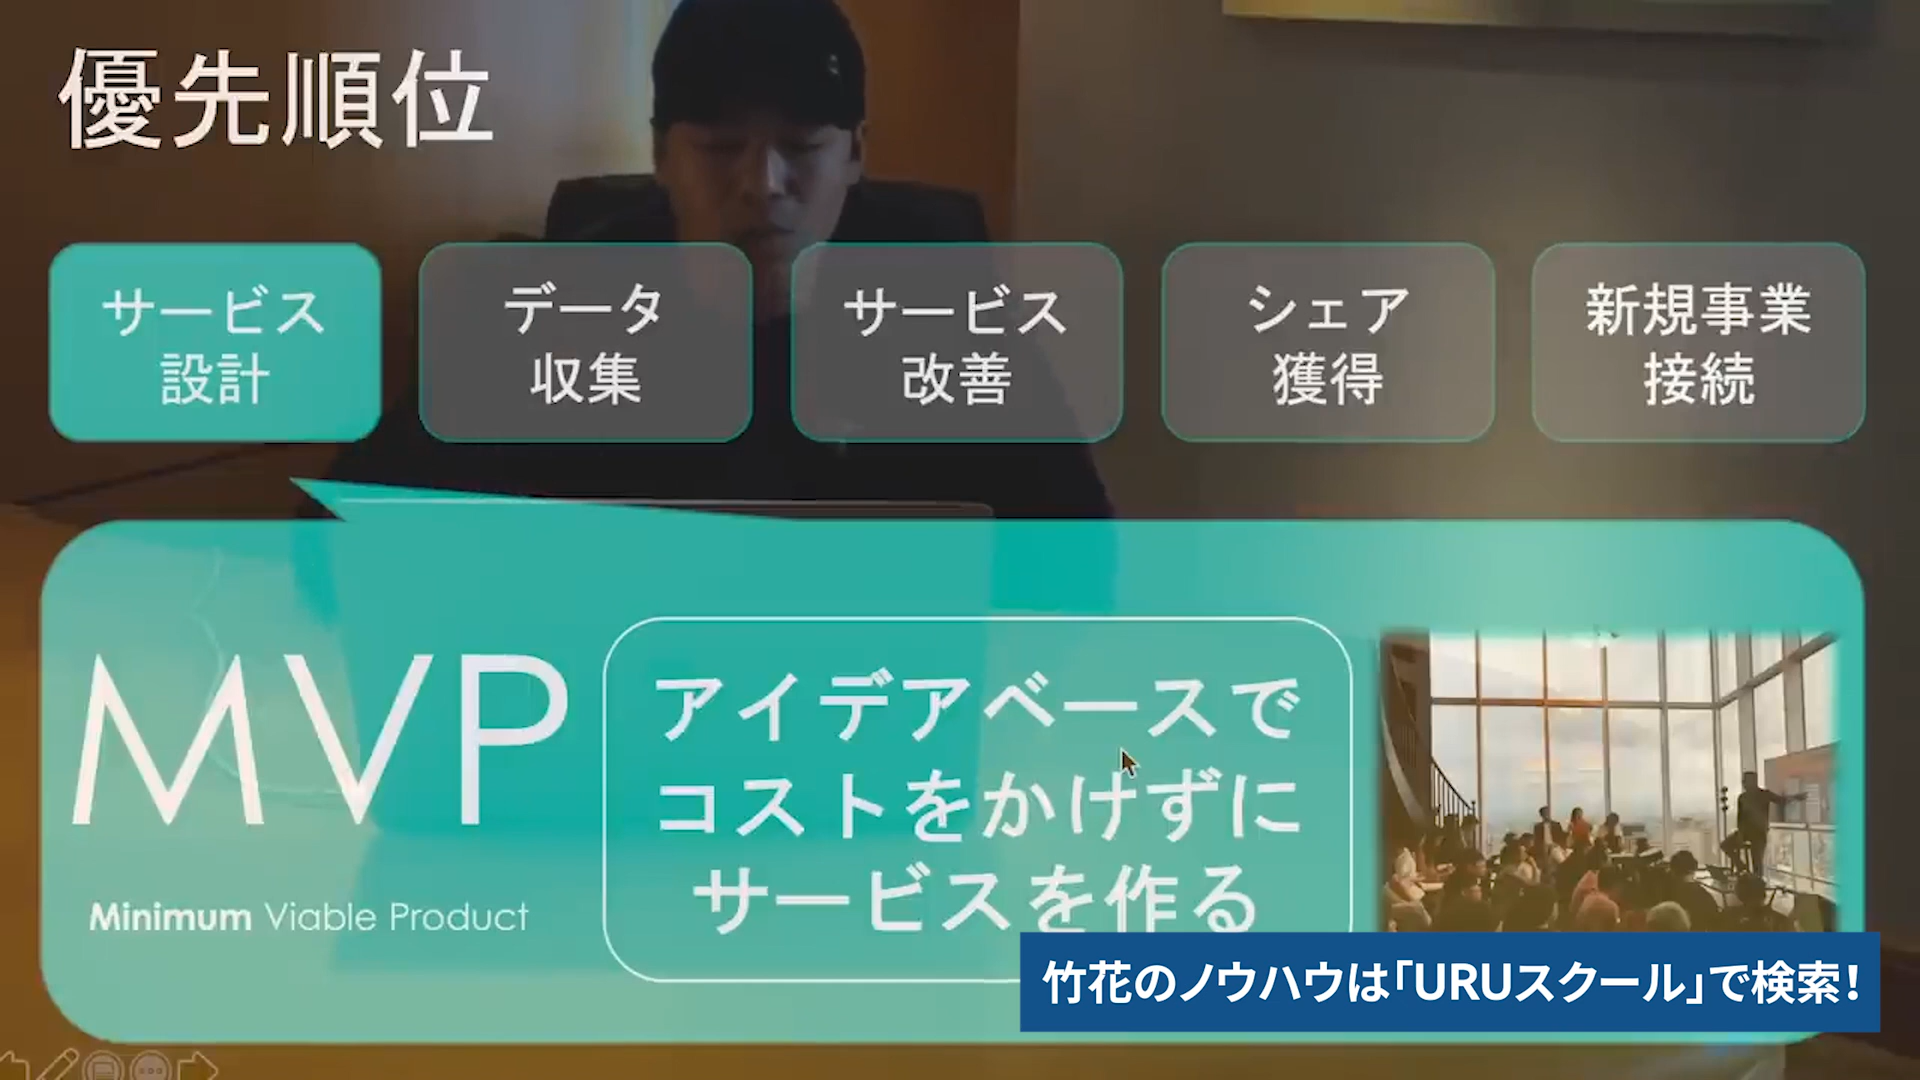 優先順位
サービス
設計
データ
収集
サービス
改善
シェア
獲得
新規事業
接続
MVP
Minimum Viable Product
アイデアベースで
コストをかけずに
サービスを作る
竹花のノウハウは「URUスクール」で検索!